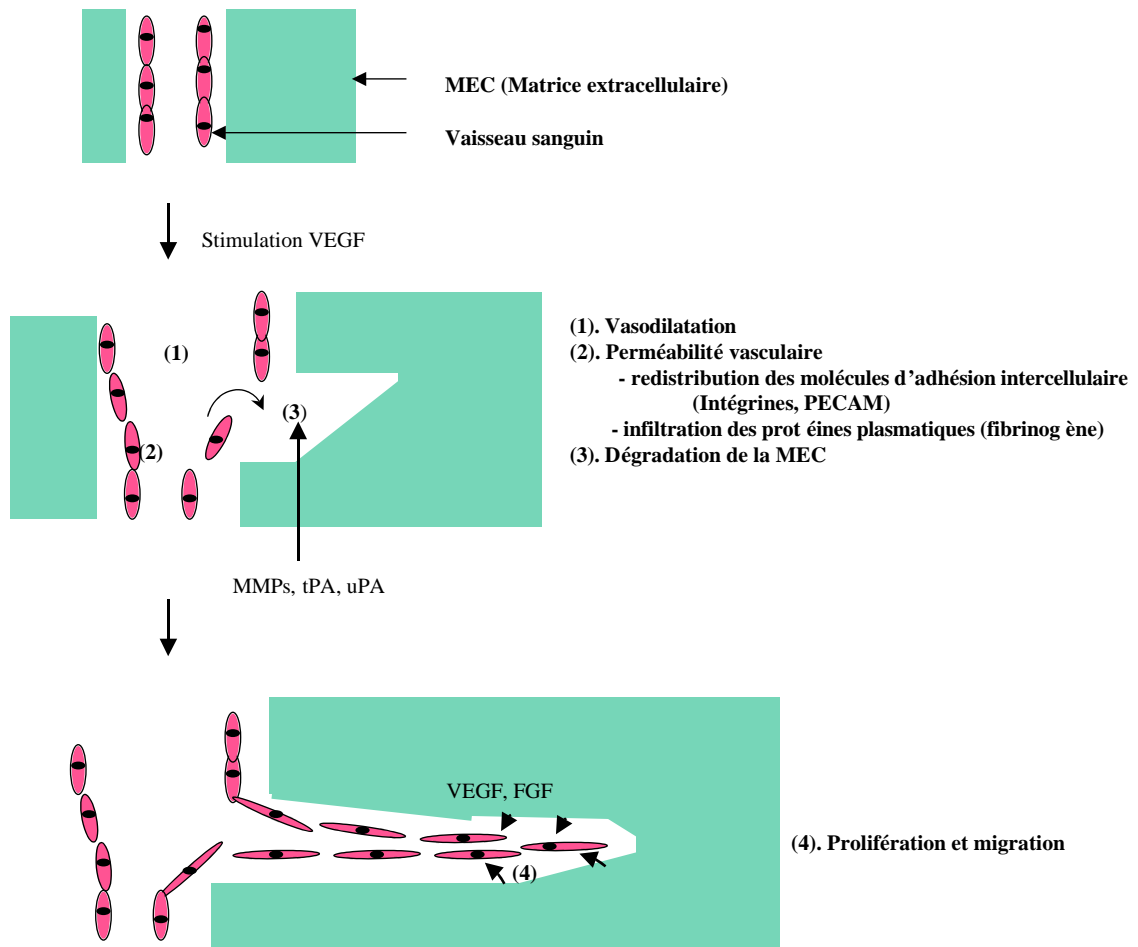 MEC (Matrice extracellulaire)
Vaisseau sanguin
Stimulation VEGF
(1)
(2)
(3)
(1). Vasodilatation
(2). Perméabilité vasculaire
- redistribution des molécules d’adhésion intercellulaire
(Intégrines, PECAM)
- infiltration des prot éines plasmatiques (fibrinog ène)
(3). Dégradation de la MEC
MMPs, tPA, uPA
VEGF, FGF
(4)
(4). Prolifération et migration